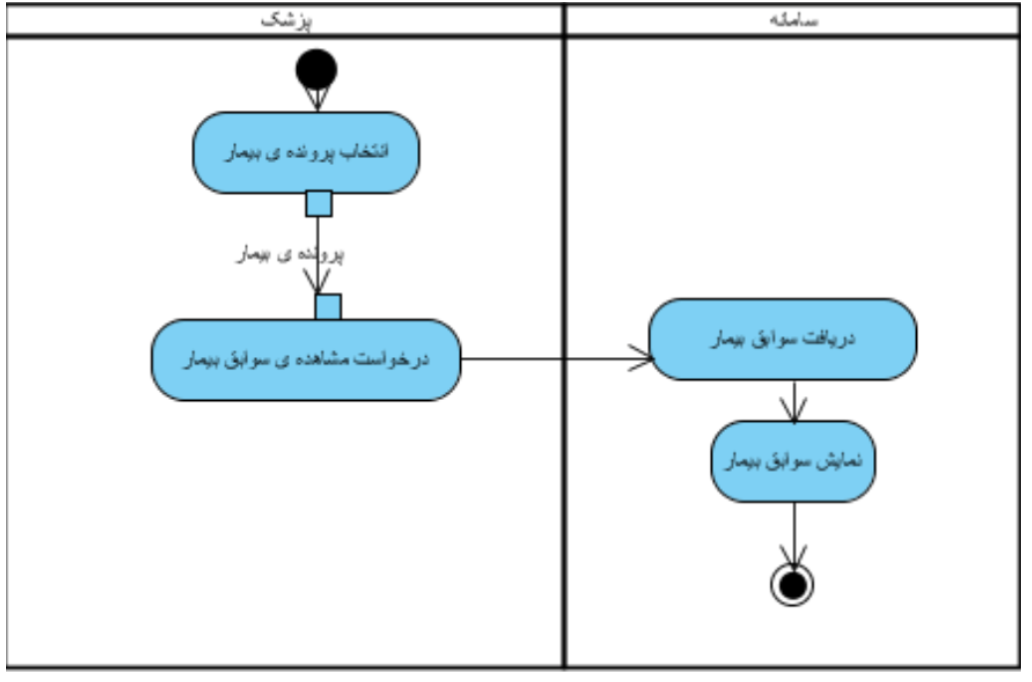 پزشک
سامانه
انتخاب پرونده ی بیمار
پرونده ی بیمار
درخواست مشاهده ی سوابق بیمار
دریافت سوابق بیمار
نمایش سوابق بیمار